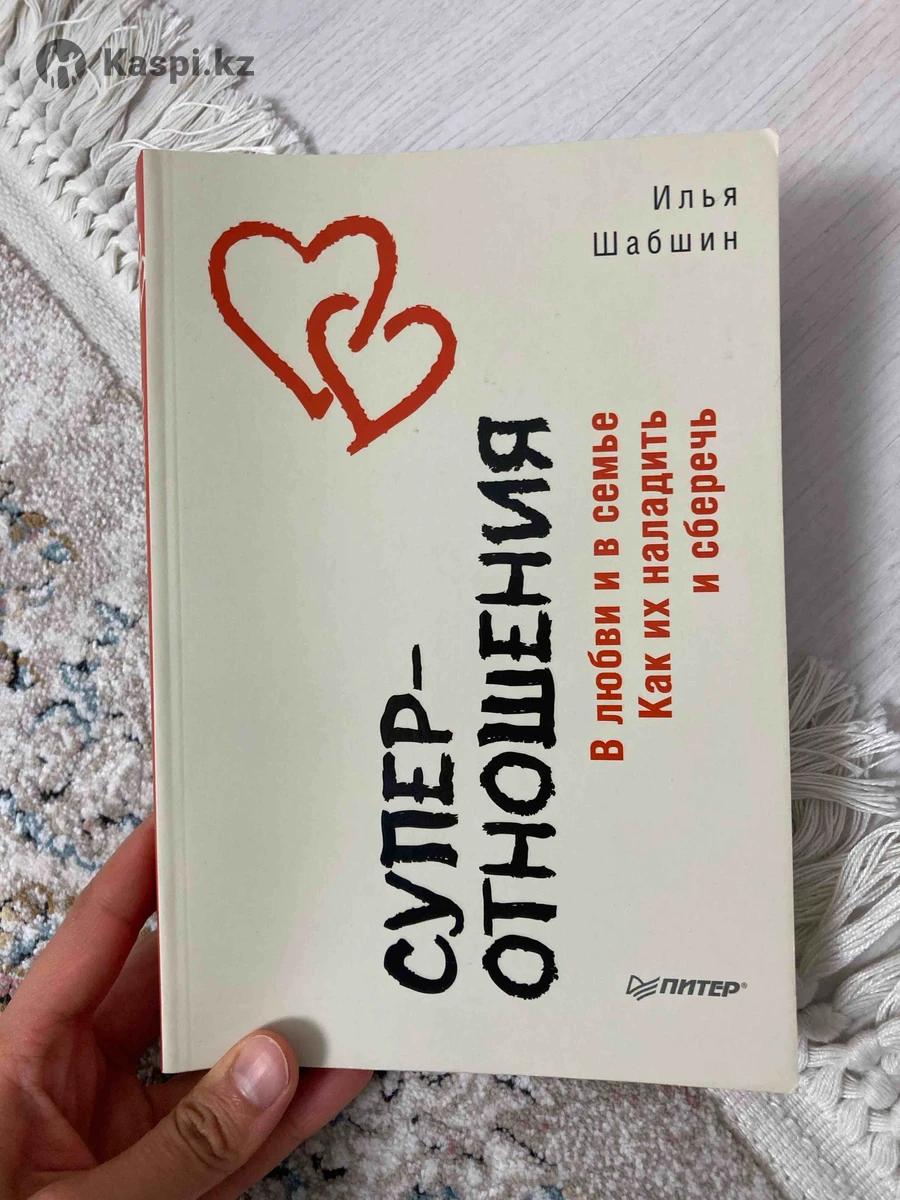 Kaspi.kz
Илья
Шабшин
СУПЕР-
ОТНОШЕНИЯ
В любви и в семье
Как их наладить
и сберечь
ПИТЕР®